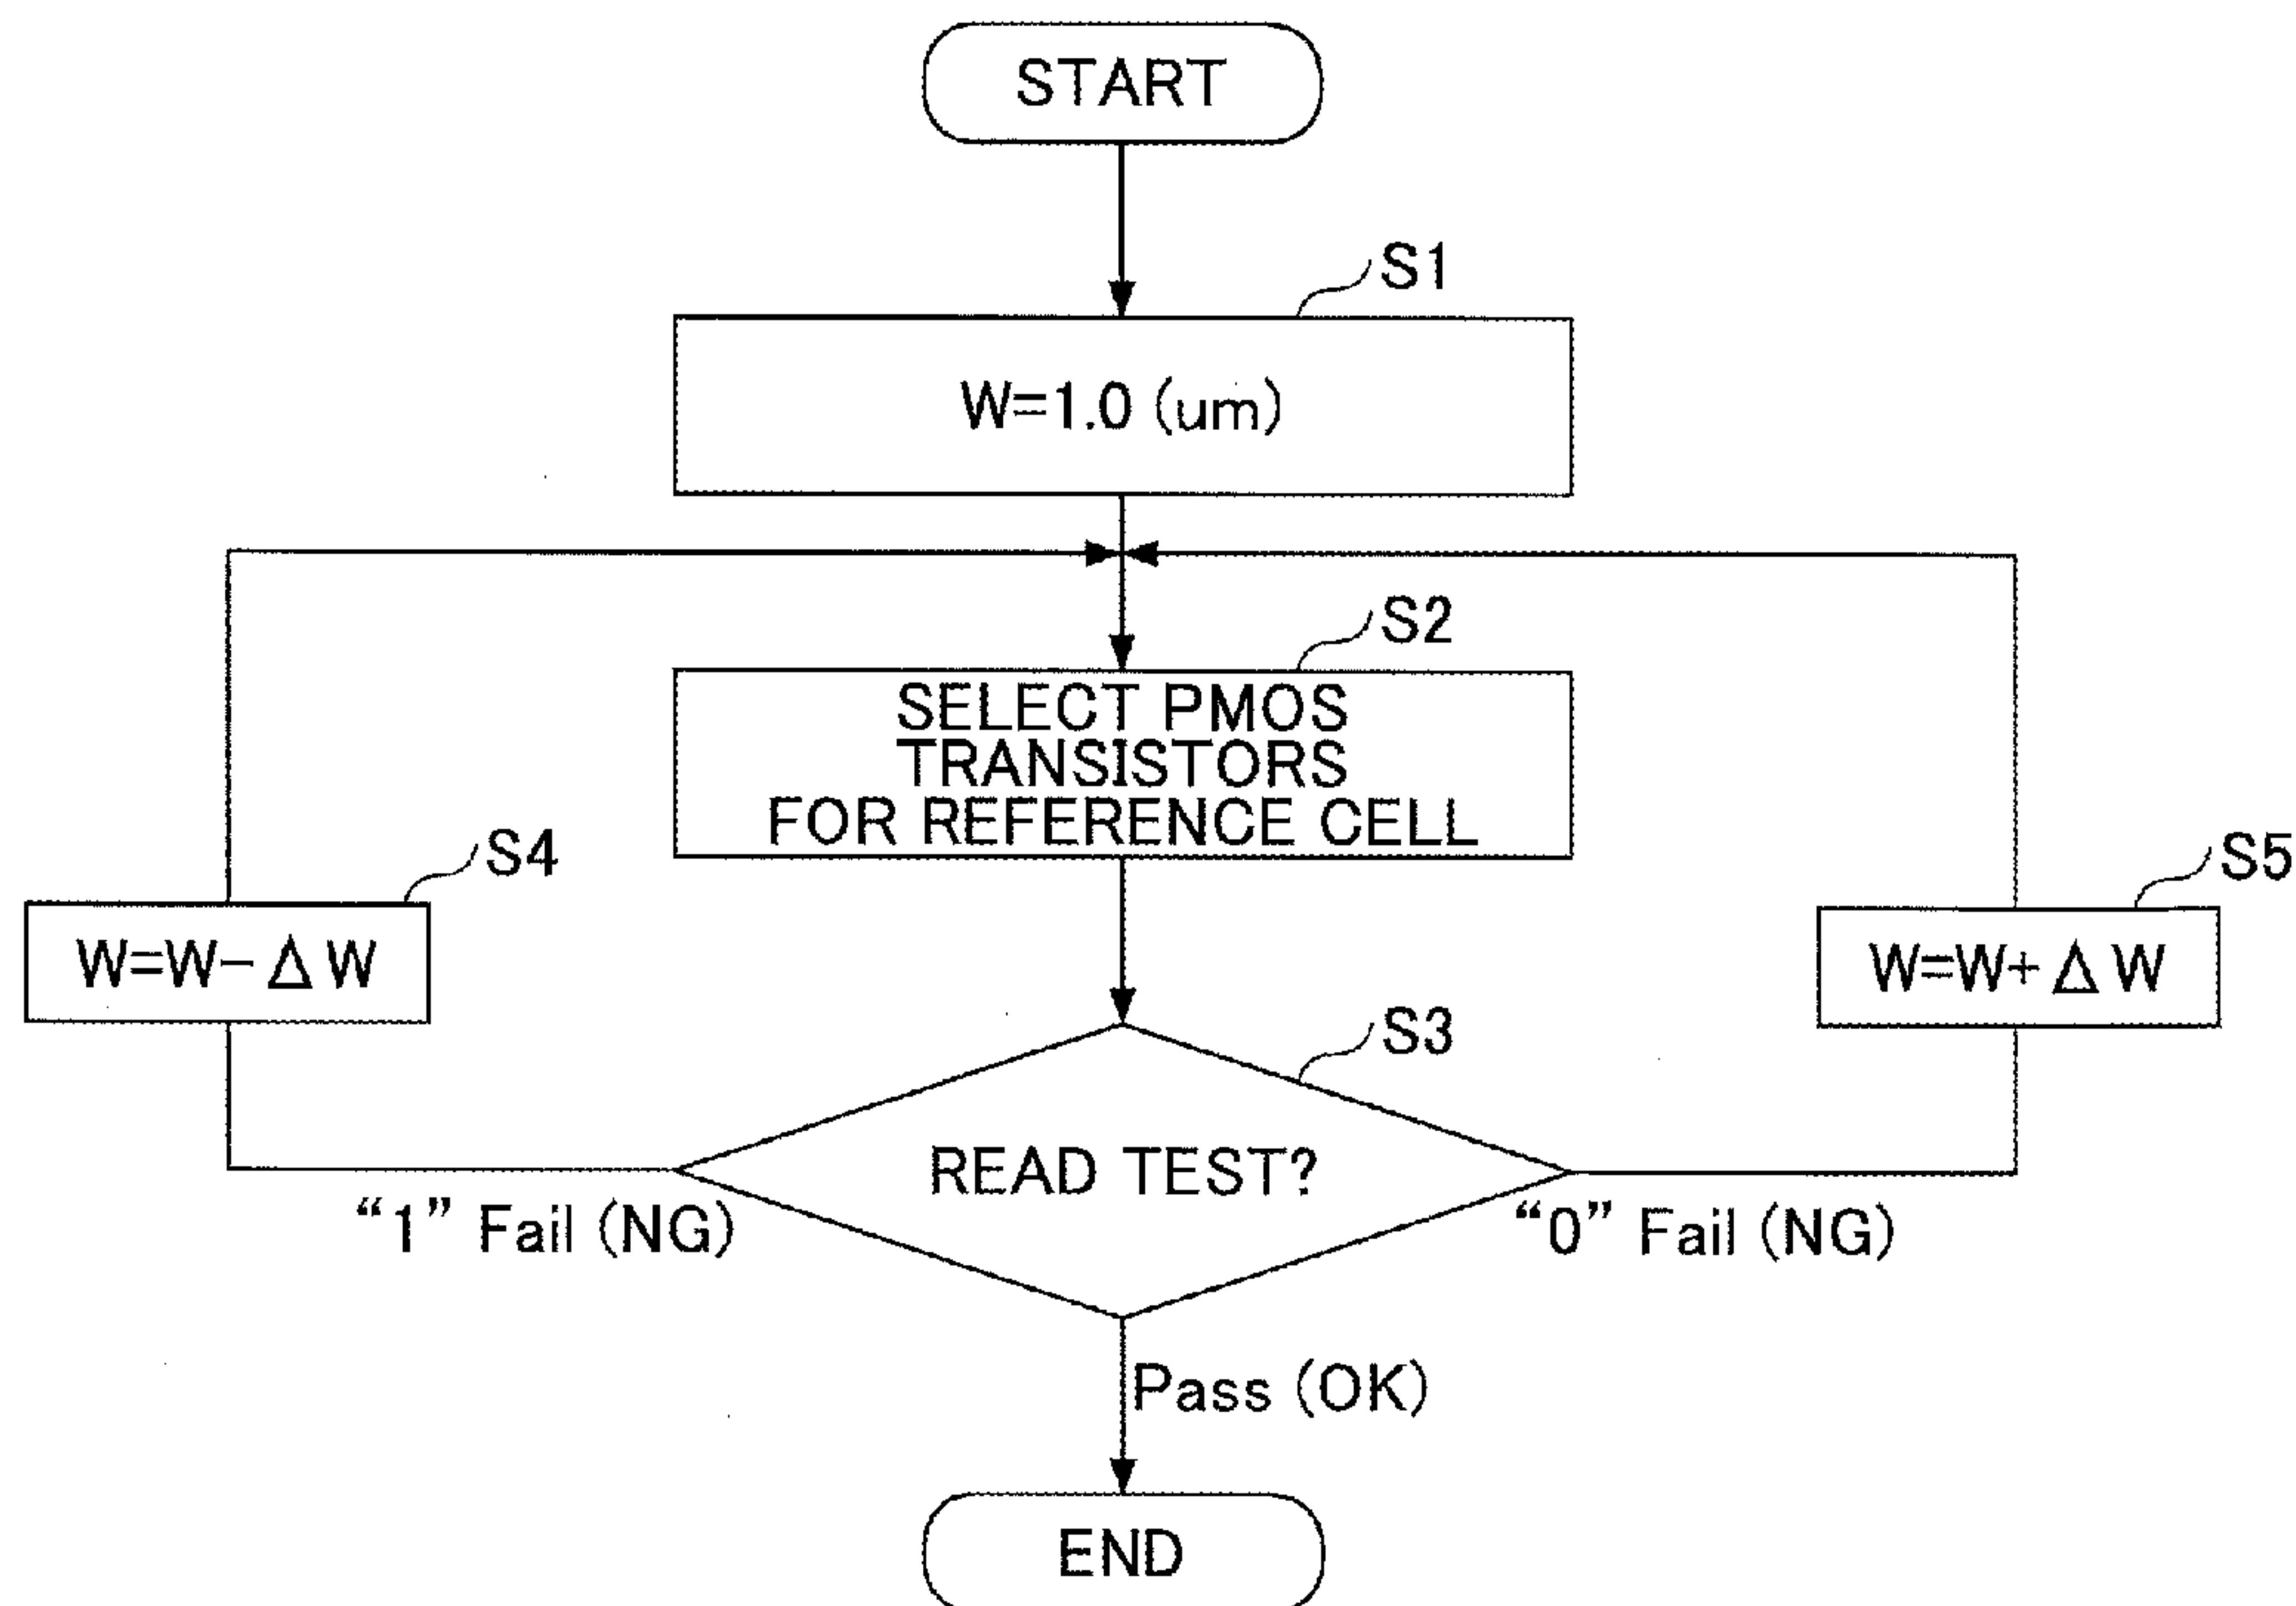 START
S1
W=1.0 (um)
S2
SELECT PMOS
TRANSISTORS
FOR REFERENCE CELL
S4
W=W-ΔW
S5
W=W+ΔW
S3
READ TEST?
“1” Fail (NG)
“0” Fail (NG)
Pass (OK)
END